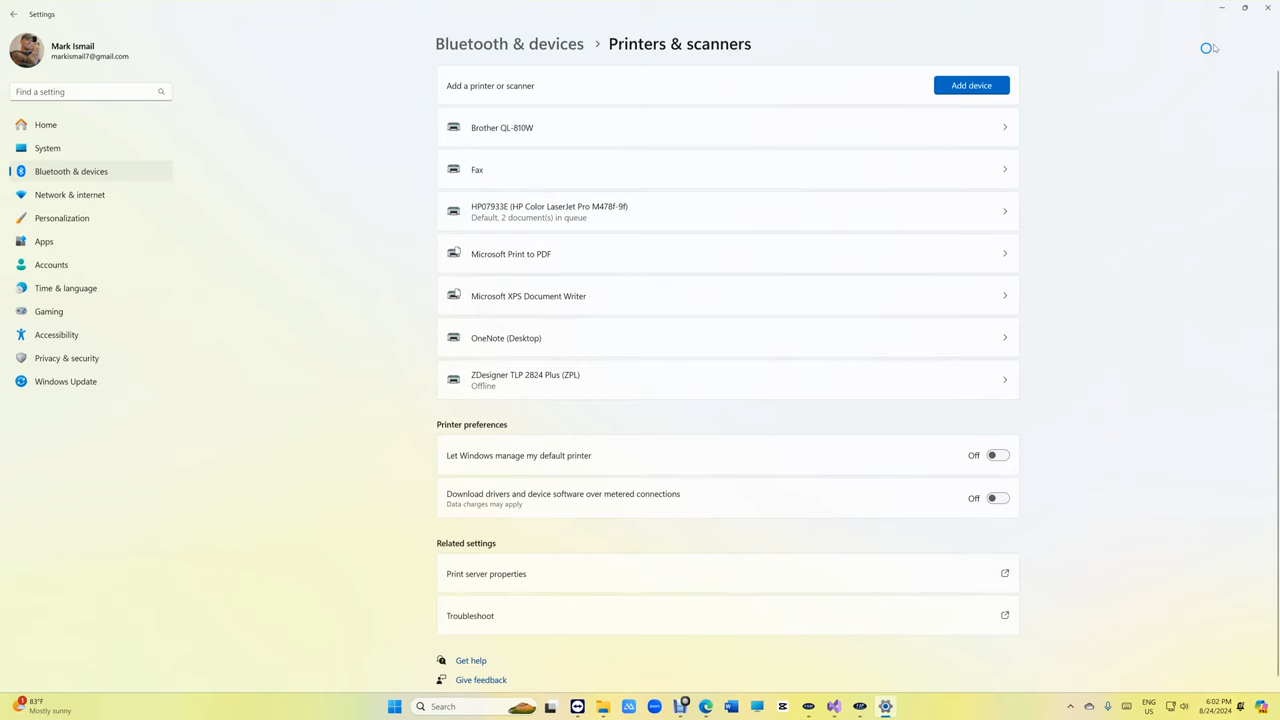 Settings
Mark Ismail
markismail7@gmail.com
Find a setting
Home
System
Bluetooth & devices
Network & internet
Personalization
Apps
Accounts
Time & language
Gaming
Accessibility
Privacy & security
Windows Update
Bluetooth & devices > Printers & scanners
Add a printer or scanner
Add device
Brother QL-810W
Fax
HP07933E (HP Color LaserJet Pro M478f-9f)
Default, 2 document(s) in queue
Microsoft Print to PDF
Microsoft XPS Document Writer
OneNote (Desktop)
ZDesigner TLP 2824 Plus (ZPL)
Offline
Printer preferences
Let Windows manage my default printer
Off
Download drivers and device software over metered connections
Data charges may apply
Off
Related settings
Print server properties
Troubleshoot
Get help
Give feedback
1
83°F
Mostly sunny
Search
ENG
US
6:02 PM
8/24/2024